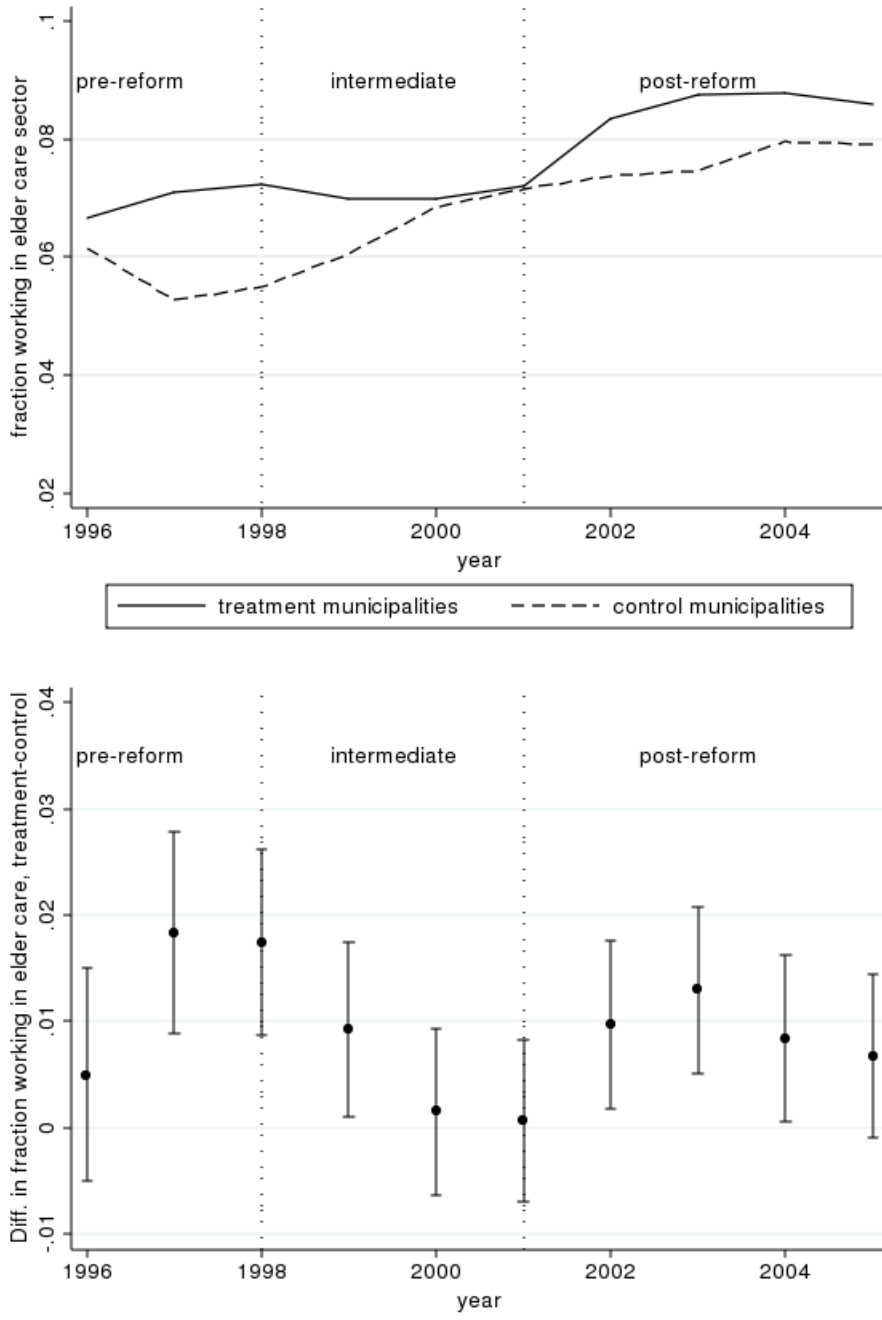 fraction working in elder care sector
.1
.08
.06
.04
.02
pre-reform
intermediate
post-reform
1996
1998
2000
2002
2004
year
treatment municipalities
control municipalities
Diff. in fraction working in elder care, treatment-control
.04
.03
.02
.01
0
-.01
pre-reform
intermediate
post-reform
1996
1998
2000
2002
2004
year